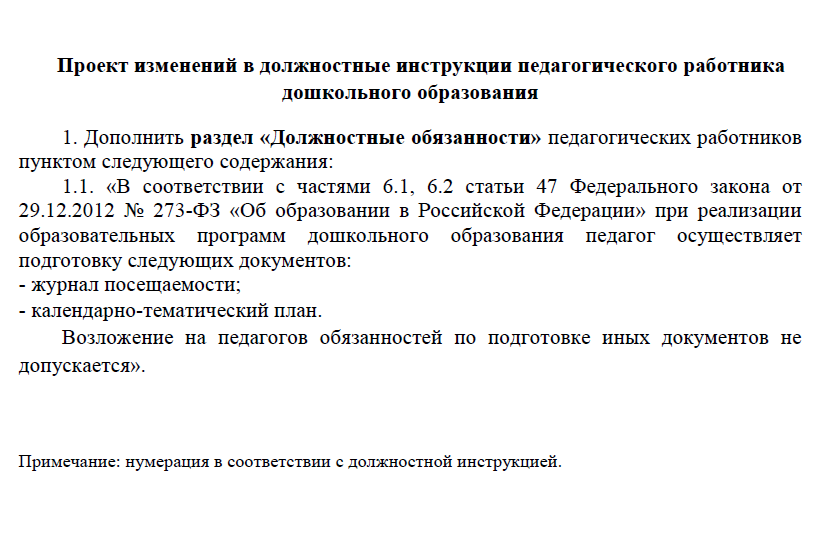 Проект изменений в должностные инструкции педагогического работника
дошкольного образования
1. Дополнить раздел «Должностные обязанности» педагогических работников
пунктом следующего содержания:
1.1. «В соответствии с частями 6.1, 6.2 статьи 47 Федерального закона от
29.12.2012 № 273-ФЗ «Об образовании в Российской Федерации» при реализации
образовательных программ дошкольного образования педагог осуществляет
подготовку следующих документов:
- журнал посещаемости;
- календарно-тематический план.
Возложение на педагогов обязанностей по подготовке иных документов не
допускается».
Примечание: нумерация в соответствии с должностной инструкцией.